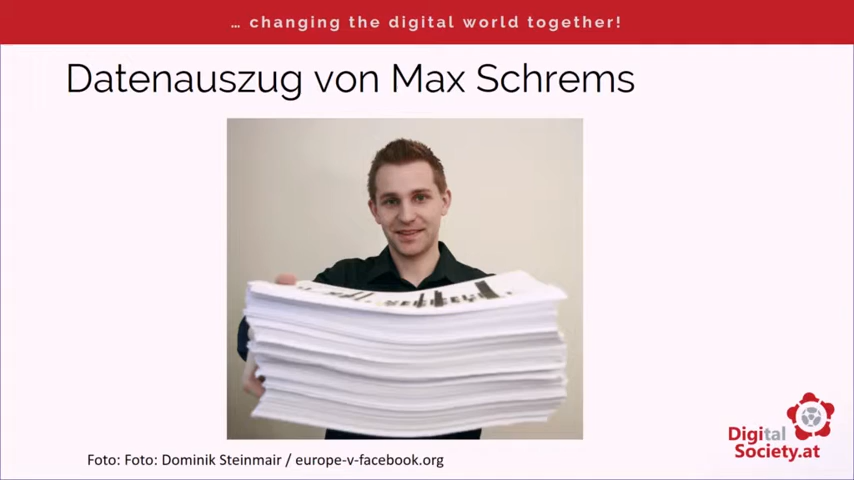 … changing the digital world together!
Datenauszug von Max Schrems
Foto: Foto: Dominik Steinmair / europe-v-facebook.org
Digital
Society.at